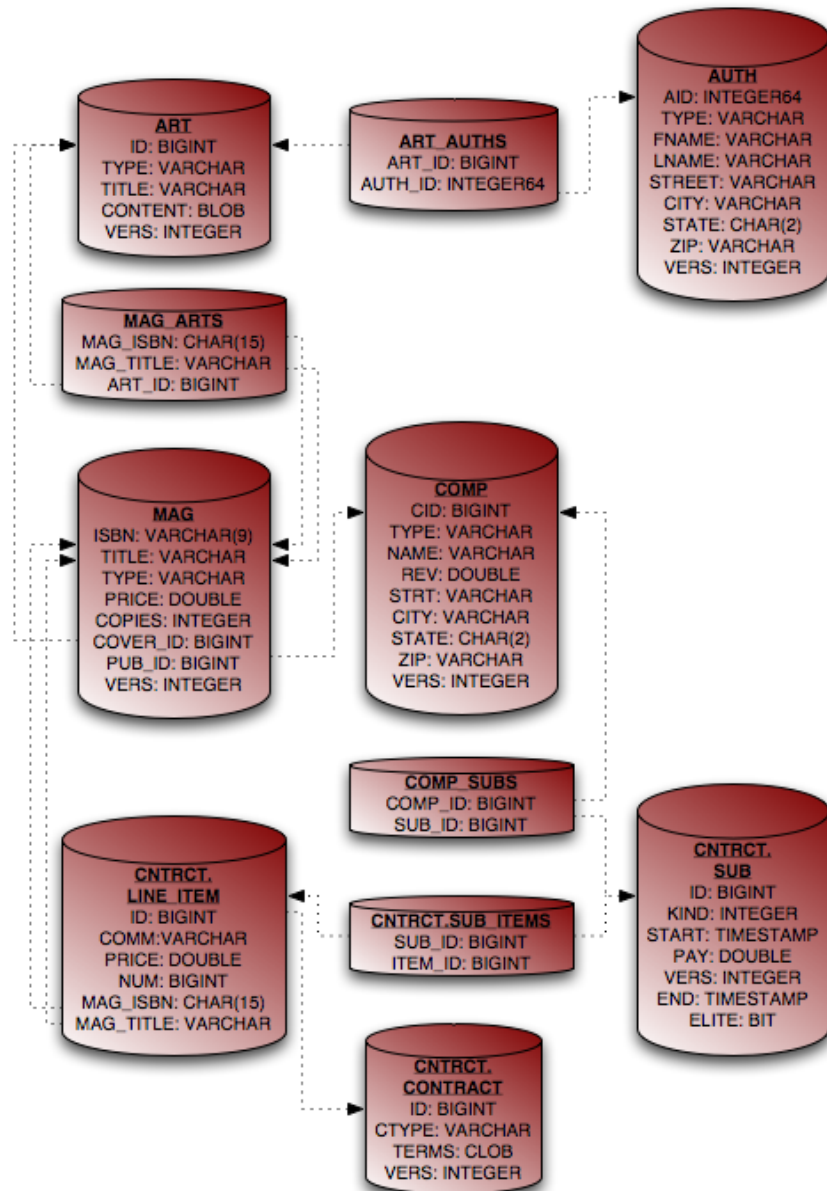 ART
ID: BIGINT
TYPE: VARCHAR
TITLE: VARCHAR
CONTENT: BLOB
VERS: INTEGER
ART_AUTHS
ART_ID: BIGINT
AUTH_ID: INTEGER64
AUTH
AID: INTEGER64
TYPE: VARCHAR
FNAME: VARCHAR
LNAME: VARCHAR
STREET: VARCHAR
CITY: VARCHAR
STATE: CHAR(2)
ZIP: VARCHAR
VERS: INTEGER
MAG_ARTS
MAG_ISBN: CHAR(15)
MAG_TITLE: VARCHAR
ART_ID: BIGINT
MAG
ISBN: VARCHAR(9)
TITLE: VARCHAR
TYPE: VARCHAR
PRICE: DOUBLE
COPIES: INTEGER
COVER_ID: BIGINT
PUB_ID: BIGINT
VERS: INTEGER
COMP
CID: BIGINT
TYPE: VARCHAR
NAME: VARCHAR
REV: DOUBLE
STRT: VARCHAR
CITY: VARCHAR
STATE: CHAR(2)
ZIP: VARCHAR
VERS: INTEGER
COMP_SUBS
COMP_ID: BIGINT
SUB_ID: BIGINT
CNTRCT.
LINE_ITEM
ID: BIGINT
COMM:VARCHAR
PRICE: DOUBLE
NUM: BIGINT
MAG_ISBN: CHAR(15)
MAG_TITLE: VARCHAR
CNTRCT.SUB_ITEMS
SUB_ID: BIGINT
ITEM_ID: BIGINT
CNTRCT.
SUB
ID: BIGINT
KIND: INTEGER
START: TIMESTAMP
PAY: DOUBLE
VERS: INTEGER
END: TIMESTAMP
ELITE: BIT
CNTRCT.
CONTRACT
ID: BIGINT
CTYPE: VARCHAR
TERMS: CLOB
VERS: INTEGER